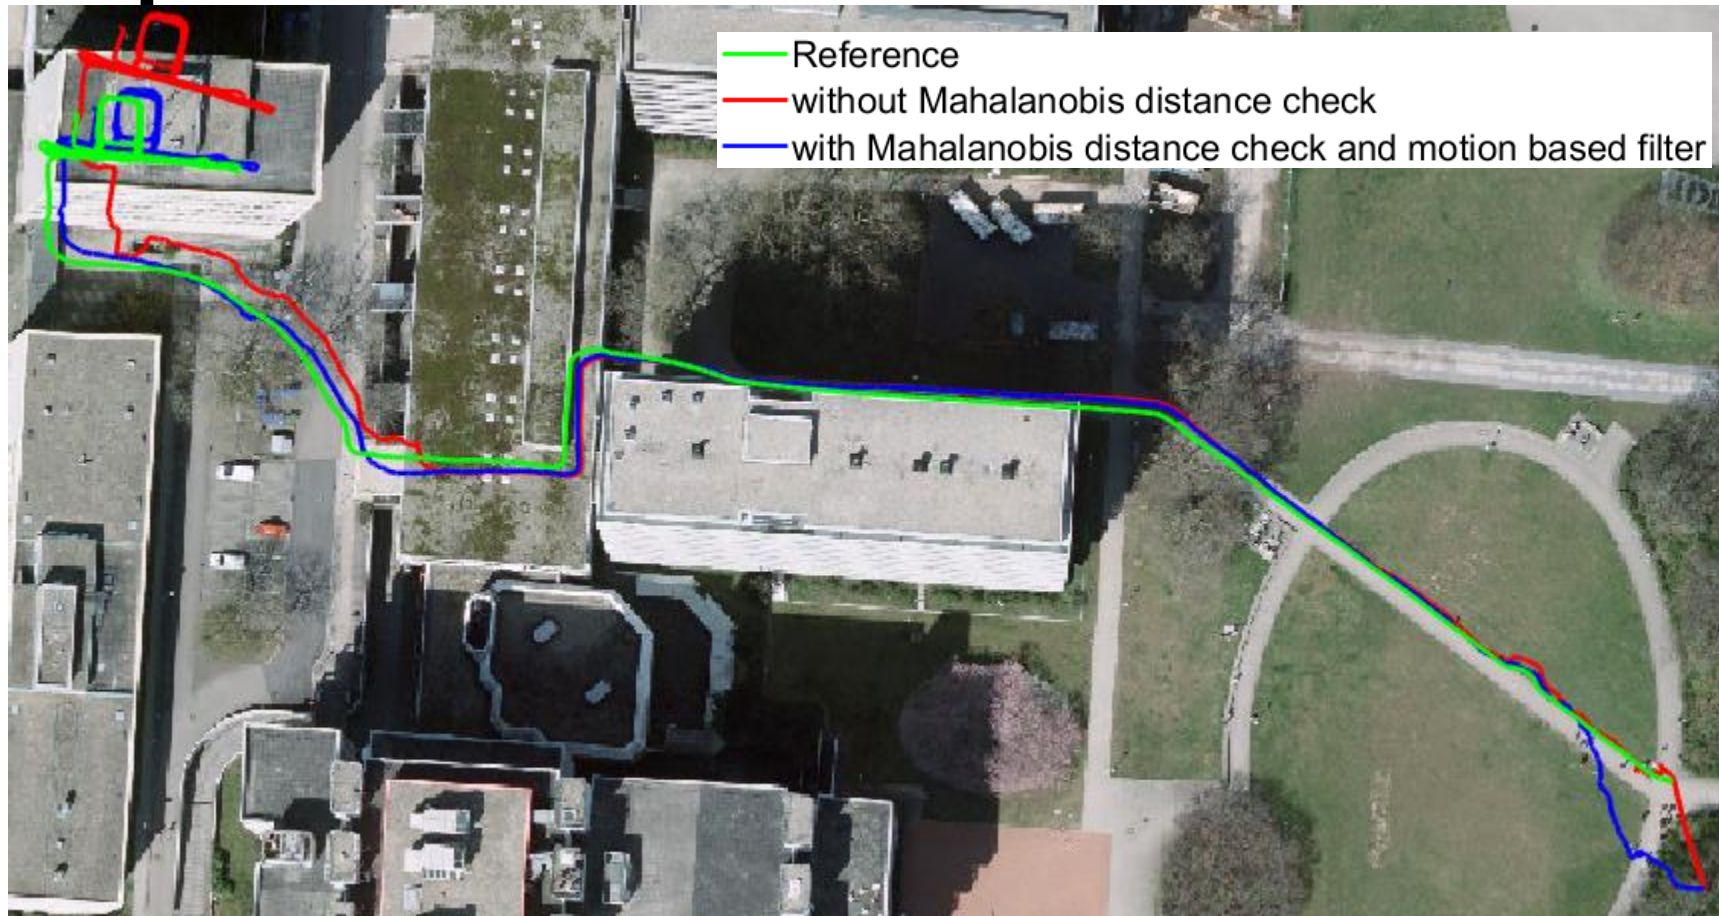 Reference
without Mahalanobis distance check
with Mahalanobis distance check and motion based filter